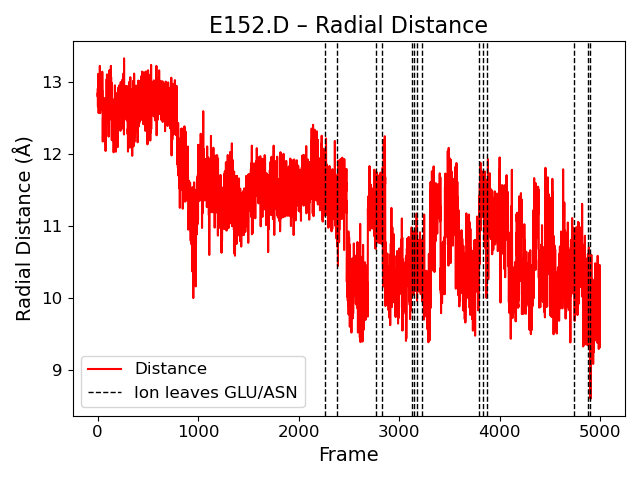 E152.D – Radial Distance
Radial Distance (Å)
13
12
11
10
9
Distance
Ion leaves GLU/ASN
0 1000 2000 3000 4000 5000
Frame